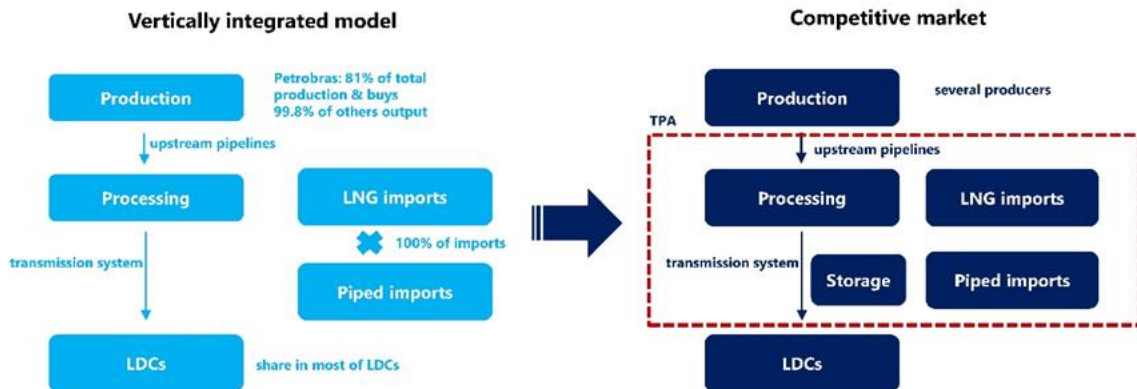 Vertically integrated model
Production
Petrobras: 81% of total
production & buys
99.8% of others output
upstream pipelines
Processing
LNG imports
100% of imports
transmission system
Piped imports
LDCs
share in most of LDCs
Competitive market
Production
several producers
TPA
upstream pipelines
Processing
LNG imports
transmission system
Storage
Piped imports
LDCs